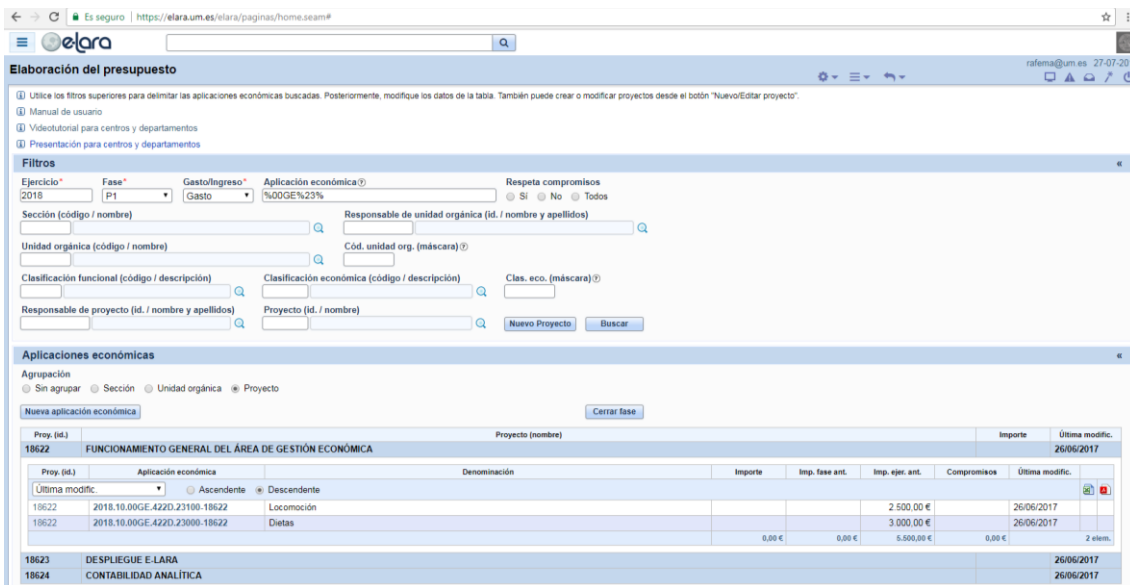 Es seguro | https://elara.um.es/elara/paginas/home.seam#
elara
Elaboración del presupuesto
rafema@um.es 27-07-20
Utilice los filtros superiores para delimitar las aplicaciones económicas buscadas. Posteriormente, modifique los datos de la tabla. También puede crear o modificar proyectos desde el botón "Nuevo/Editar proyecto".
Manual de usuario
Videotutorial para centros y departamentos
Presentación para centros y departamentos
Filtros «
Ejercicio* Fase* Gasto/Ingreso* Aplicación económica Respeta compromisos
2018 P1 Gasto %00GE%23% Sí No Todos
Sección (código / nombre) Responsable de unidad orgánica (id. / nombre y apellidos)
Unidad orgánica (código / nombre) Cód. unidad org. (máscara)
Clasificación funcional (código / descripción) Clasificación económica (código / descripción) Clas. eco. (máscara)
Responsable de proyecto (id. / nombre y apellidos) Proyecto (id. / nombre)
Nuevo Proyecto Buscar
Aplicaciones económicas «
Agrupación
Sin agrupar Sección Unidad orgánica Proyecto
Nueva aplicación económica Cerrar fase
Proy. (id.) Proyecto (nombre) Importe Última modific.
18622 FUNCIONAMIENTO GENERAL DEL ÁREA DE GESTIÓN ECONÓMICA 26/06/2017
Proy. (id.) Aplicación económica Denominación Importe Imp. fase ant. Imp. ejer. ant. Compromisos Última modific.
Última modific. Ascendente Descendente
18622 2018.10.00GE.422D.23100-18622 Locomoción 2.500,00 € 26/06/2017
18622 2018.10.00GE.422D.23000-18622 Dietas 3.000,00 € 26/06/2017
0,00 € 0,00 € 5.500,00 € 0,00 € 2 elem.
18623 DESPLIEGUE E-LARA 26/06/2017
18624 CONTABILIDAD ANALÍTICA 26/06/2017